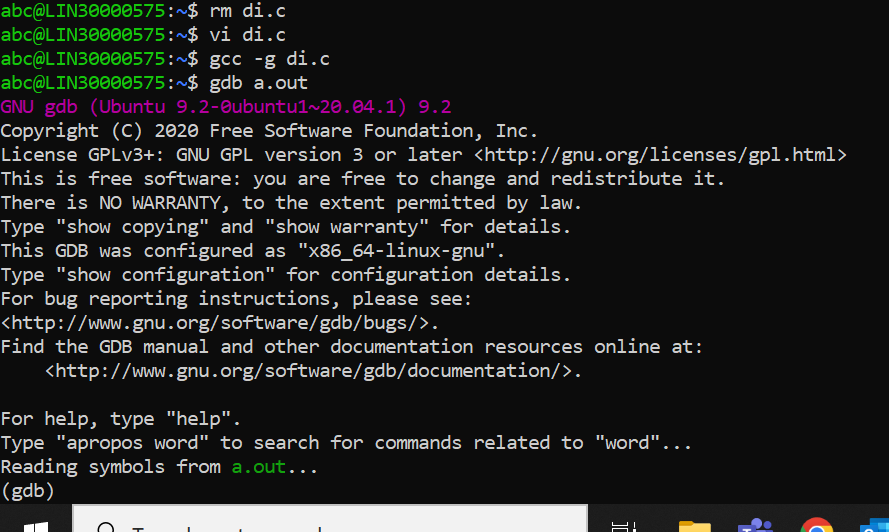 abc@LIN30000575:~$ rm di.c
abc@LIN30000575:~$ vi di.c
abc@LIN30000575:~$ gcc -g di.c
abc@LIN30000575:~$ gdb a.out
GNU gdb (Ubuntu 9.2-0ubuntu1~20.04.1) 9.2
Copyright (C) 2020 Free Software Foundation, Inc.
License GPLv3+: GNU GPL version 3 or later <http://gnu.org/licenses/gpl.html>
This is free software: you are free to change and redistribute it.
There is NO WARRANTY, to the extent permitted by law.
Type "show copying" and "show warranty" for details.
This GDB was configured as "x86_64-linux-gnu".
Type "show configuration" for configuration details.
For bug reporting instructions, please see:
<http://www.gnu.org/software/gdb/bugs/>.
Find the GDB manual and other documentation resources online at:
    <http://www.gnu.org/software/gdb/documentation/>.
For help, type "help".
Type "apropos word" to search for commands related to "word"...
Reading symbols from a.out...
(gdb)